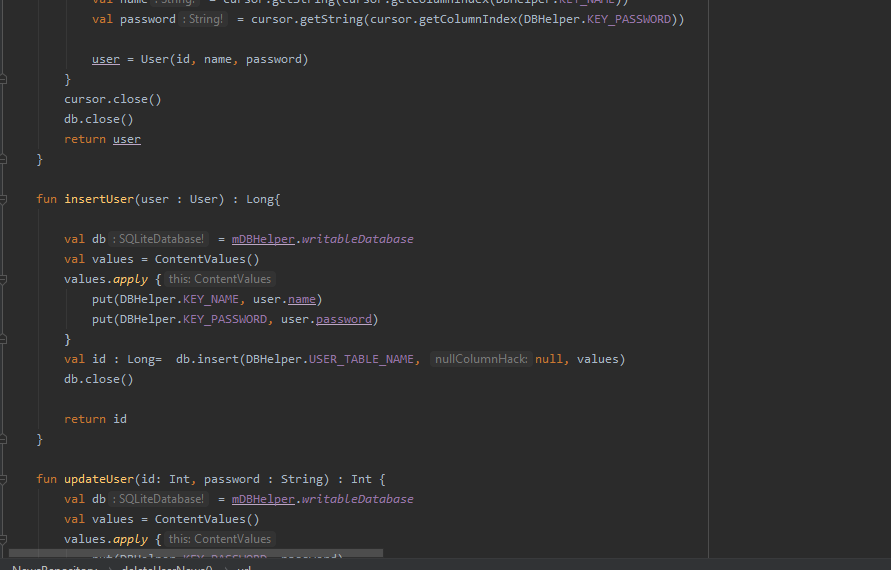 val name : String! = cursor.getString(cursor.getColumnIndex(DBHelper.KEY_NAME))
val password : String! = cursor.getString(cursor.getColumnIndex(DBHelper.KEY_PASSWORD))
user = User(id, name, password)
}
cursor.close()
db.close()
return user
}
fun insertUser(user : User) : Long{
val db : SQLiteDatabase! = mDBHelper.writableDatabase
val values = ContentValues()
values.apply { this: ContentValues
put(DBHelper.KEY_NAME, user.name)
put(DBHelper.KEY_PASSWORD, user.password)
}
val id : Long= db.insert(DBHelper.USER_TABLE_NAME, nullColumnHack: null, values)
db.close()
return id
}
fun updateUser(id: Int, password : String) : Int {
val db : SQLiteDatabase! = mDBHelper.writableDatabase
val values = ContentValues()
values.apply { this: ContentValues
put(DBHelper.KEY_PASSWORD, password)
NewsRepository › deleteUserNews() › url